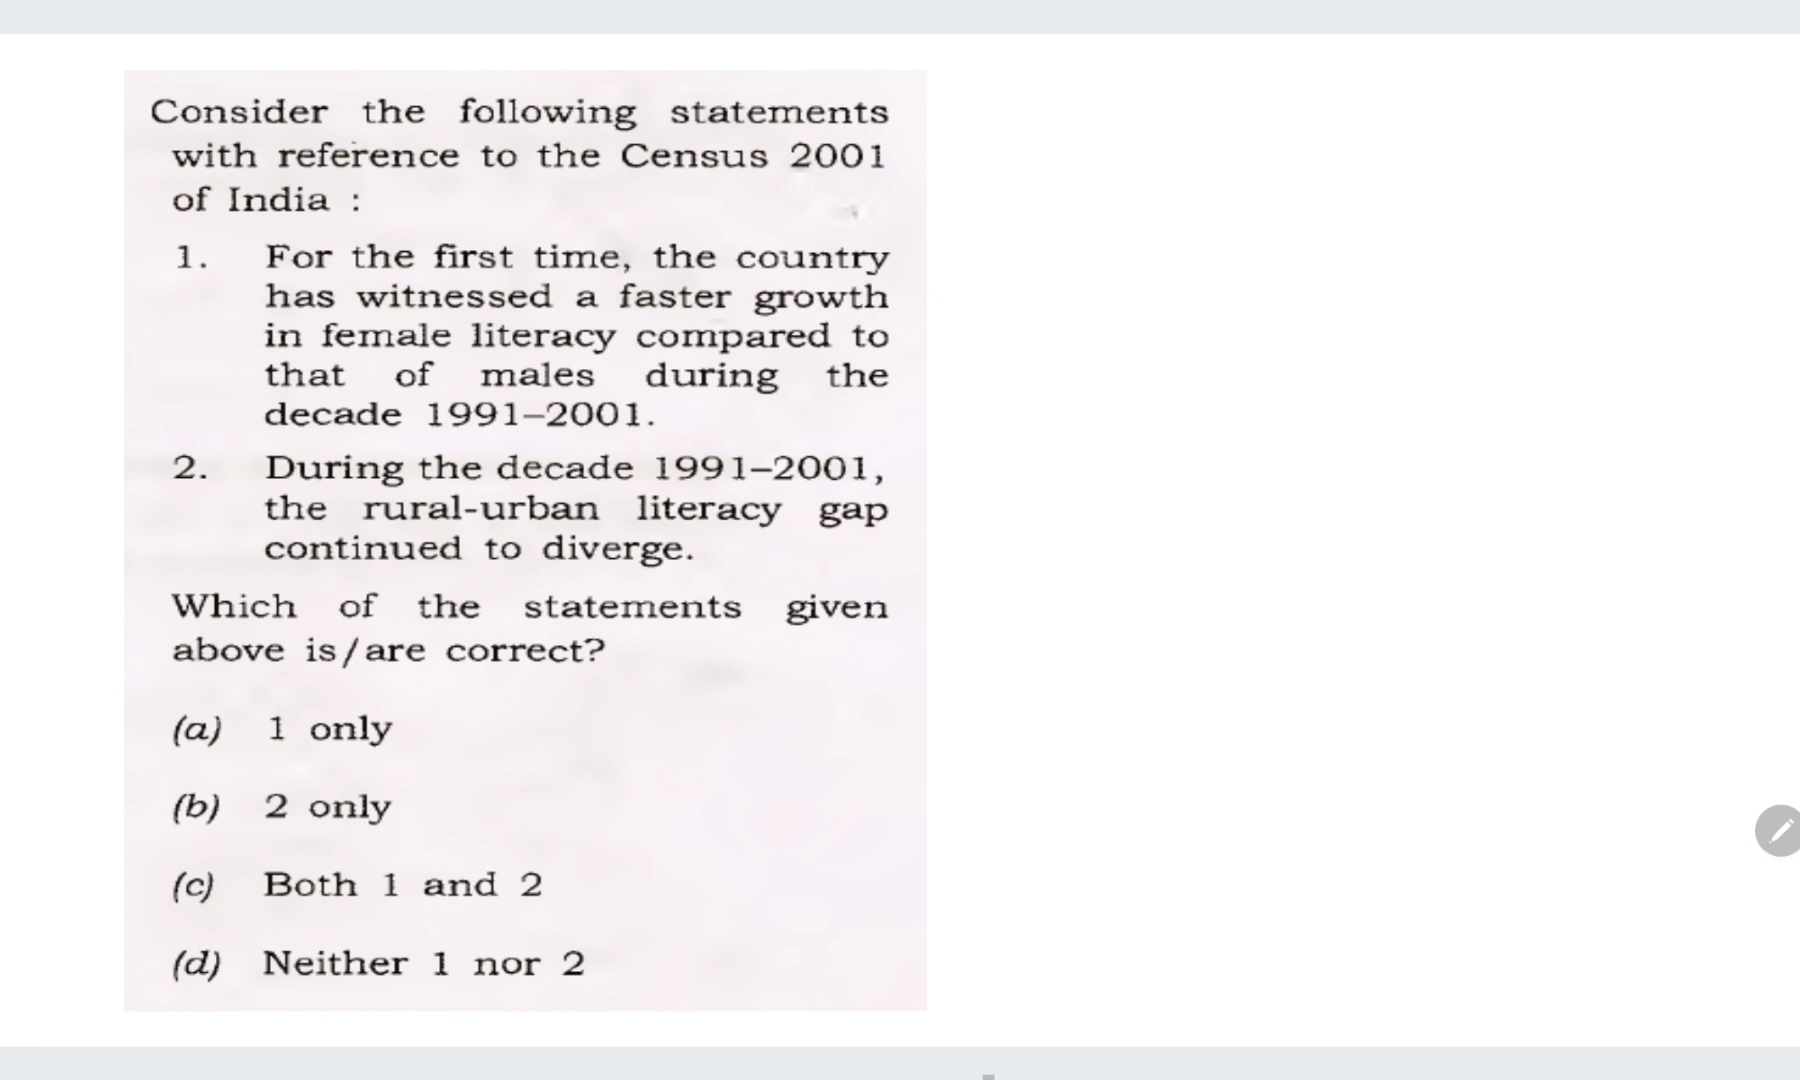 Consider the following statements
with reference to the Census 2001
of India :
1. For the first time, the country
has witnessed a faster growth
in female literacy compared to
that of males during the
decade 1991–2001.
2. During the decade 1991–2001,
the rural-urban literacy gap
continued to diverge.
Which of the statements given
above is/are correct?
(a) 1 only
(b) 2 only
(c) Both 1 and 2
(d) Neither 1 nor 2